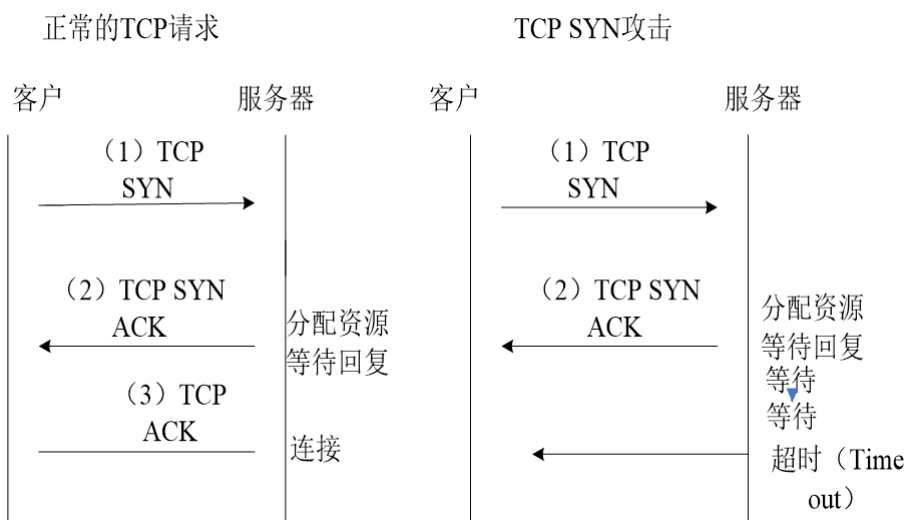 正常的TCP请求
TCP SYN攻击
客户
服务器
客户
服务器
（1）TCP
SYN
（1）TCP
SYN
（2）TCP SYN
ACK
分配资源
等待回复
（2）TCP SYN
ACK
分配资源
等待回复
等待
等待
（3）TCP
ACK
连接
超时（Time
out）